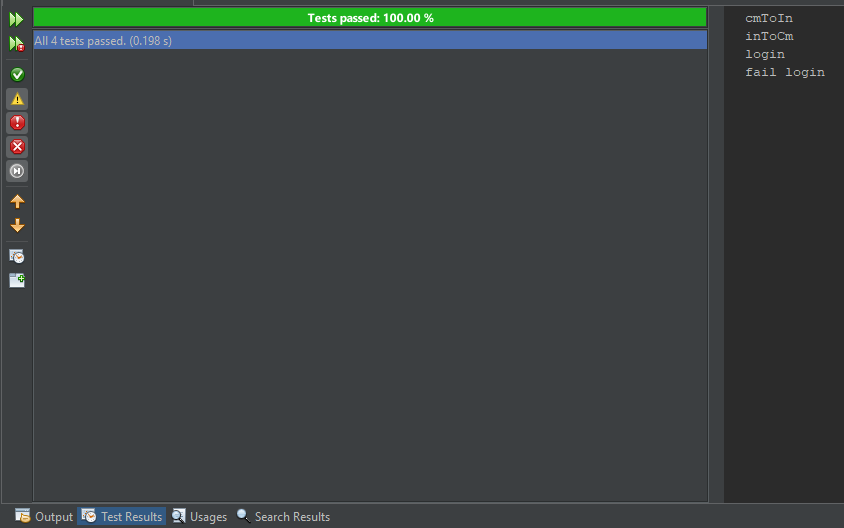 Tests passed: 100.00 %
All 4 tests passed. (0.198 s)
cmToIn
inToCm
login
fail login
Output Test Results Usages Search Results